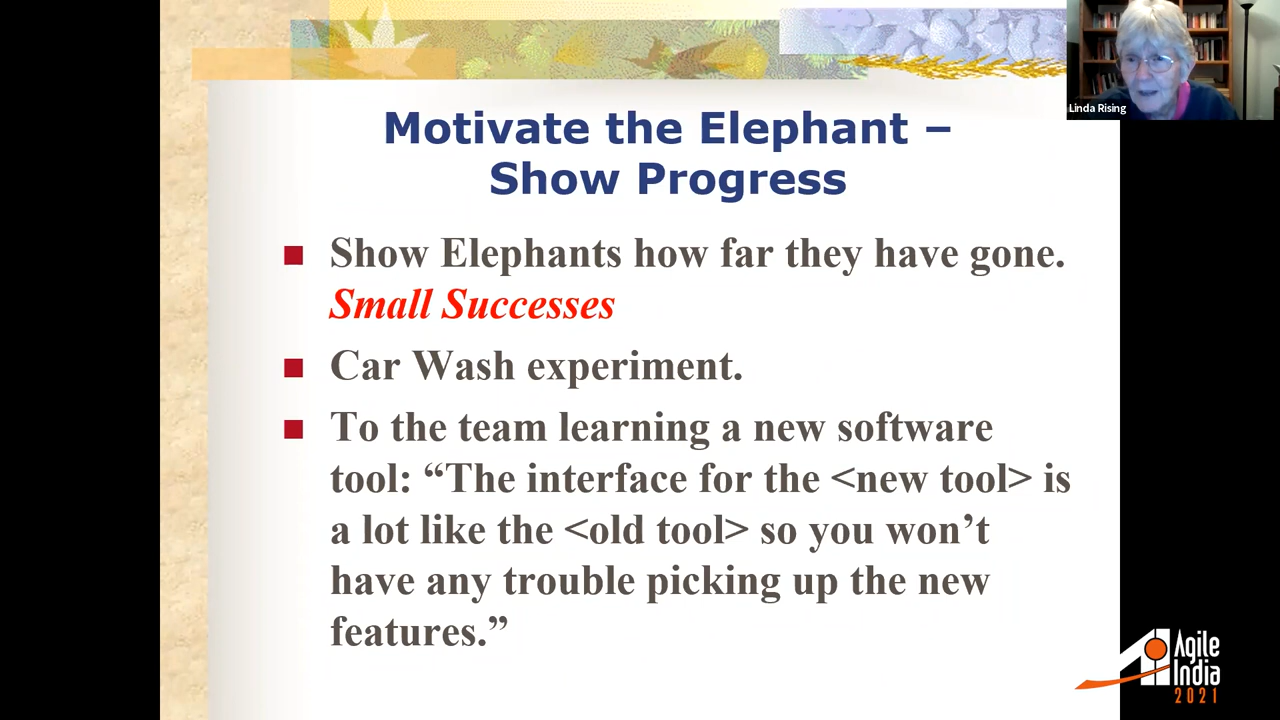 Linda Rising
Motivate the Elephant –
Show Progress
Show Elephants how far they have gone.
Small Successes
Car Wash experiment.
To the team learning a new software
tool: “The interface for the <new tool> is
a lot like the <old tool> so you won’t
have any trouble picking up the new
features.”
Agile
India
2021